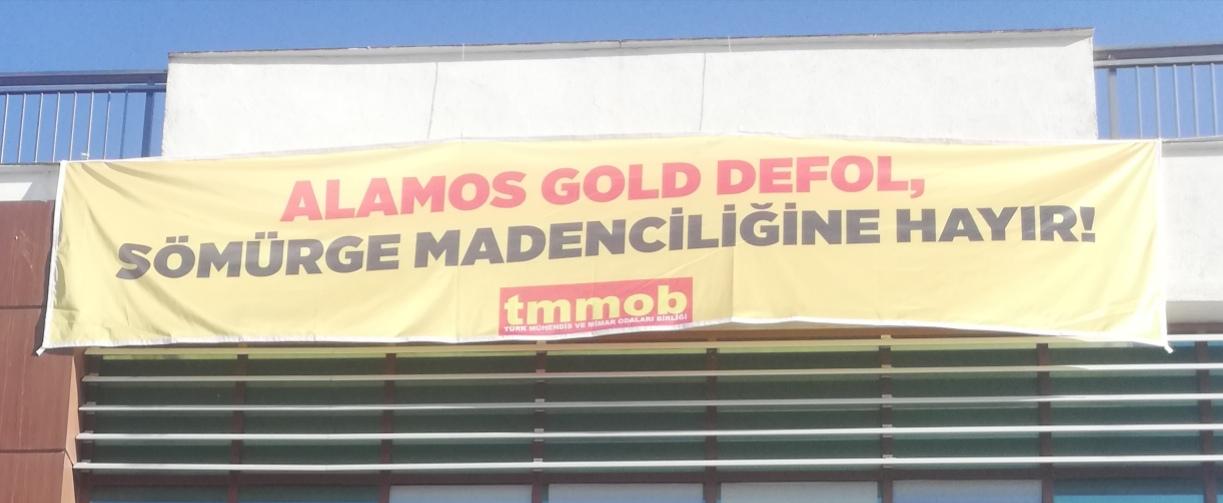 ALAMOS GOLD DEFOL,
SÖMÜRGE MADENCİLİĞİNE HAYIR!
tmmob
TÜRK MÜHENDİS VE MİMAR ODALARI BİRLİĞİ